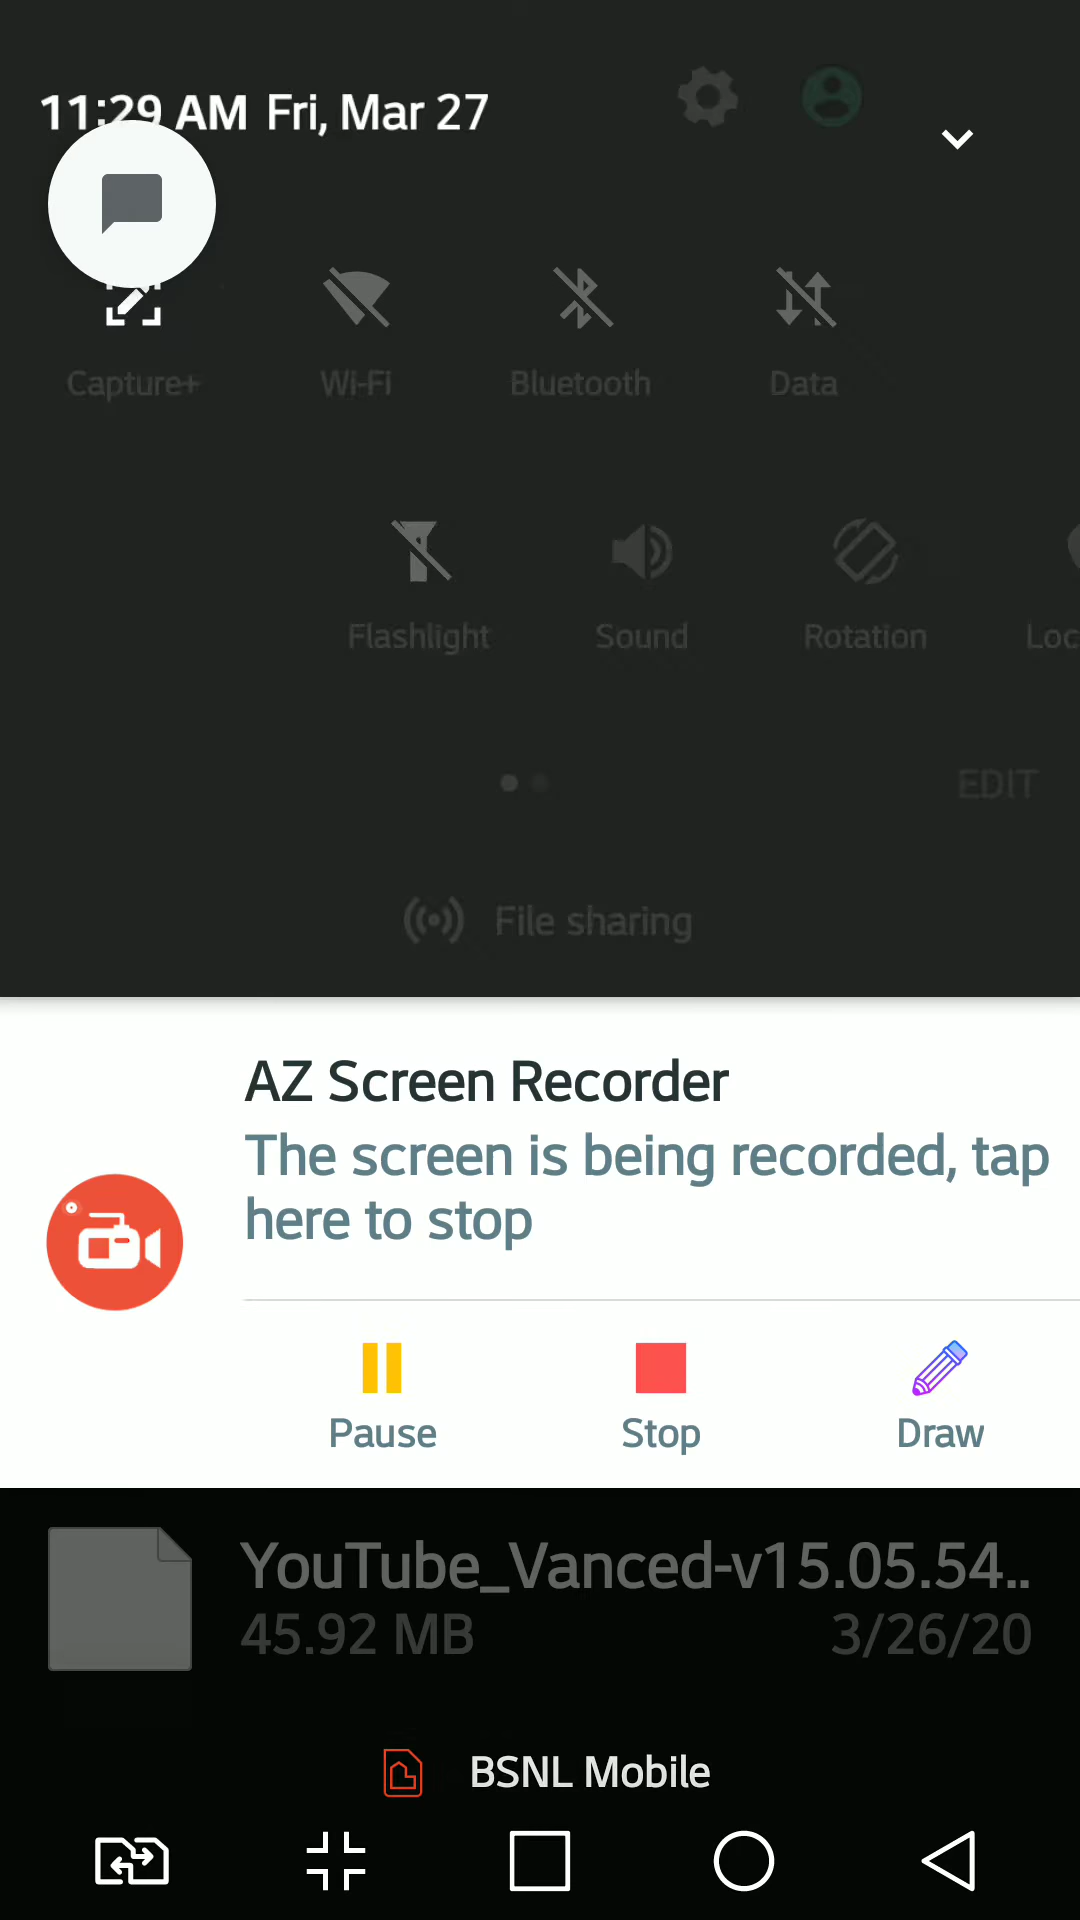 11:29 AM Fri, Mar 27
Capture+ Wi-Fi Bluetooth Data
Flashlight Sound Rotation Loc
EDIT
File sharing
AZ Screen Recorder
The screen is being recorded, tap
here to stop
Pause Stop Draw
YouTube_Vanced-v15.05.54..
45.92 MB 3/26/20
BSNL Mobile